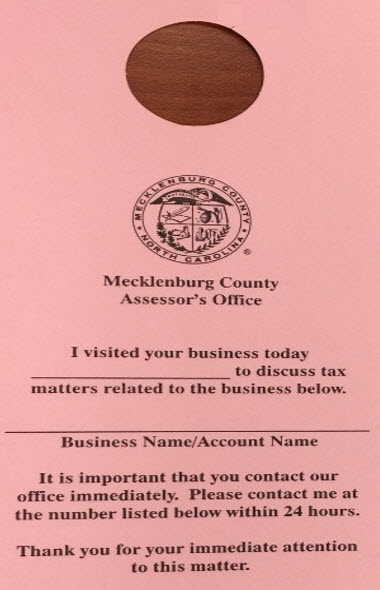 MECKLENBURG COUNTY
NORTH CAROLINA
®
Mecklenburg County
Assessor's Office
I visited your business today
____________________ to discuss tax
matters related to the business below.
Business Name/Account Name
It is important that you contact our
office immediately.  Please contact me at
the number listed below within 24 hours.
Thank you for your immediate attention
to this matter.